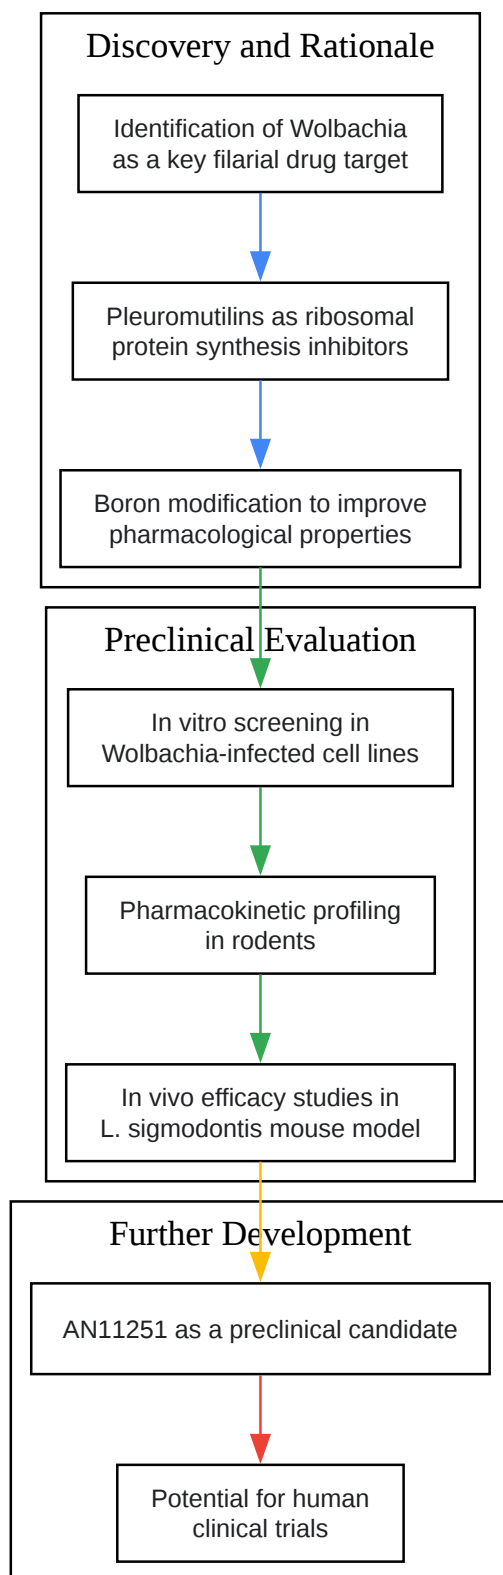 Discovery and Rationale
Identification of Wolbachia
as a key filarial drug target
Pleuromutilins as ribosomal
protein synthesis inhibitors
Boron modification to improve
pharmacological properties
Preclinical Evaluation
In vitro screening in
Wolbachia-infected cell lines
Pharmacokinetic profiling
in rodents
In vivo efficacy studies in
L. sigmodontis mouse model
Further Development
AN11251 as a preclinical candidate
Potential for human
clinical trials